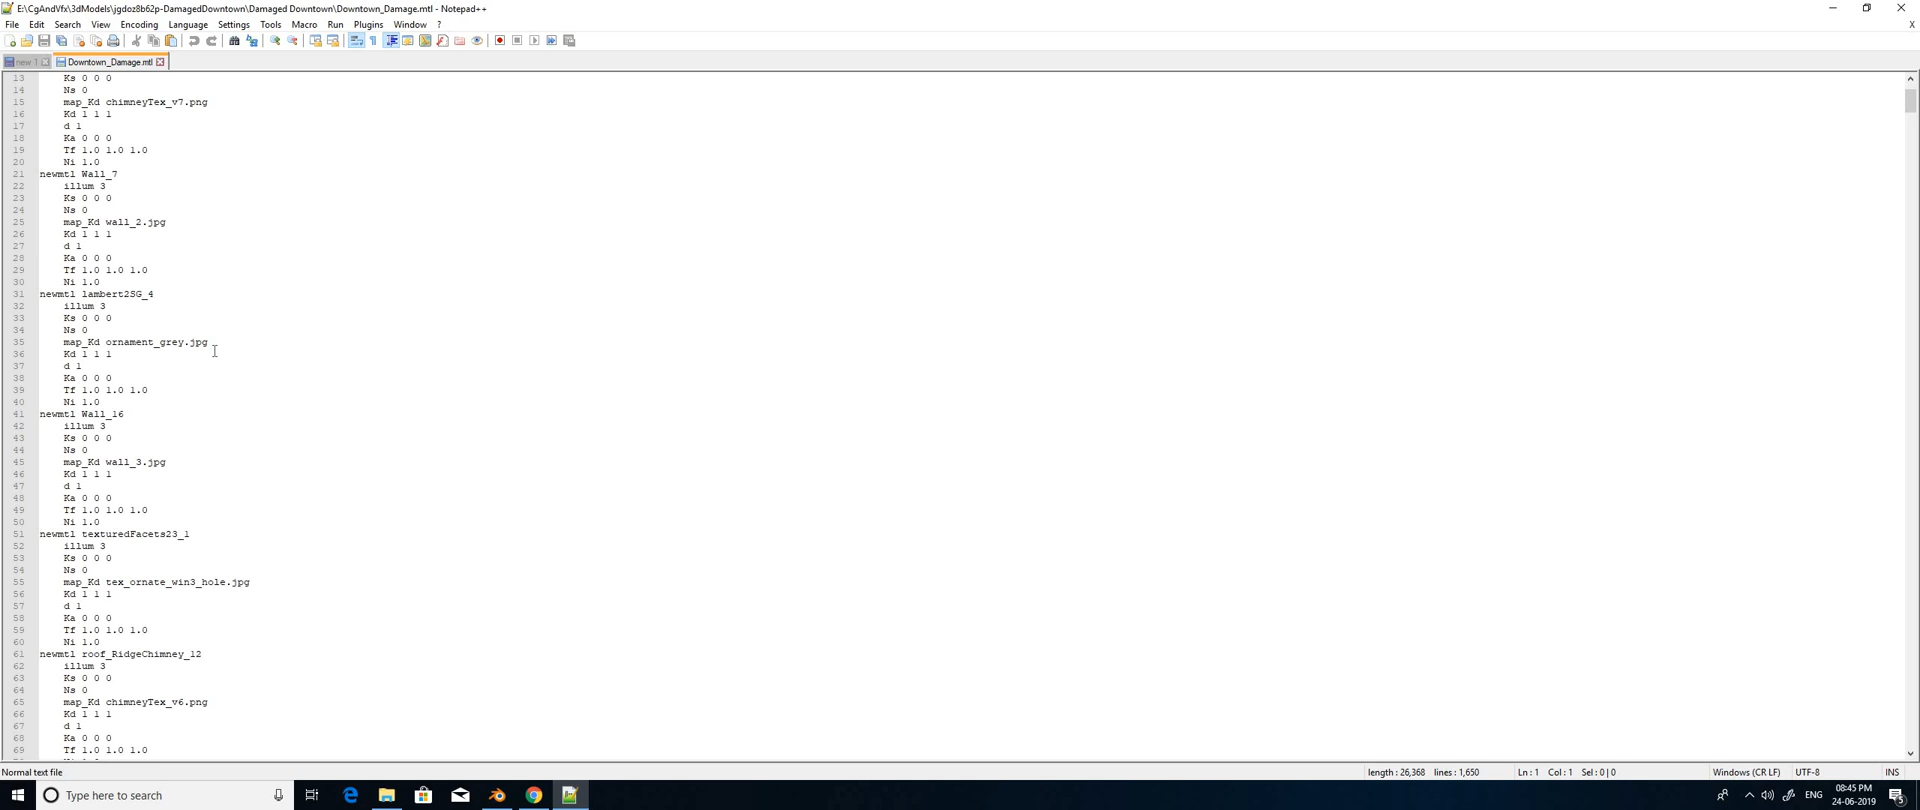 E:\CgAndVfx\3dModels\jgdoz8b62p-DamagedDowntown\Damaged Downtown\Downtown_Damage.mtl - Notepad++
File Edit Search View Encoding Language Settings Tools Macro Run Plugins Window ?
new 1 Downtown_Damage.mtl
13 Ks 0 0 0
14 Ns 0
15 map_Kd chimneyTex_v7.png
16 Kd 1 1 1
17 d 1
18 Ka 0 0 0
19 Tf 1.0 1.0 1.0
20 Ni 1.0
21 newmtl Wall_7
22 illum 3
23 Ks 0 0 0
24 Ns 0
25 map_Kd wall_2.jpg
26 Kd 1 1 1
27 d 1
28 Ka 0 0 0
29 Tf 1.0 1.0 1.0
30 Ni 1.0
31 newmtl lambert2SG_4
32 illum 3
33 Ks 0 0 0
34 Ns 0
35 map_Kd ornament_grey.jpg
36 Kd 1 1 1
37 d 1
38 Ka 0 0 0
39 Tf 1.0 1.0 1.0
40 Ni 1.0
41 newmtl Wall_16
42 illum 3
43 Ks 0 0 0
44 Ns 0
45 map_Kd wall_3.jpg
46 Kd 1 1 1
47 d 1
48 Ka 0 0 0
49 Tf 1.0 1.0 1.0
50 Ni 1.0
51 newmtl texturedFacets23_1
52 illum 3
53 Ks 0 0 0
54 Ns 0
55 map_Kd tex_ornate_win3_hole.jpg
56 Kd 1 1 1
57 d 1
58 Ka 0 0 0
59 Tf 1.0 1.0 1.0
60 Ni 1.0
61 newmtl roof_RidgeChimney_12
62 illum 3
63 Ks 0 0 0
64 Ns 0
65 map_Kd chimneyTex_v6.png
66 Kd 1 1 1
67 d 1
68 Ka 0 0 0
69 Tf 1.0 1.0 1.0
Normal text file length : 26,368 lines : 1,650 Ln : 1 Col : 1 Sel : 0 | 0 Windows (CR LF) UTF-8 INS
Type here to search ENG 08:45 PM
24-06-2019 5